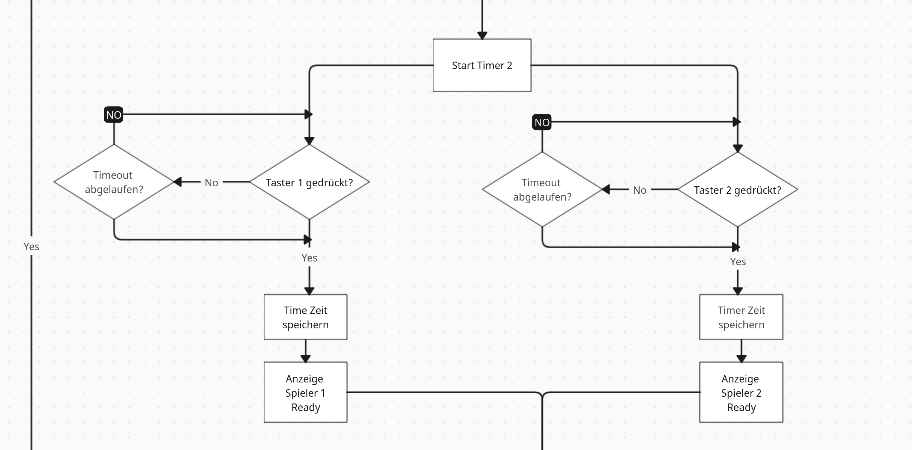 Start Timer 2
NO
NO
Timeout
abgelaufen?
No
Taster 1 gedrückt?
Timeout
abgelaufen?
No
Taster 2 gedrückt?
Yes
Yes
Yes
Time Zeit
speichern
Timer Zeit
speichern
Anzeige
Spieler 1
Ready
Anzeige
Spieler 2
Ready